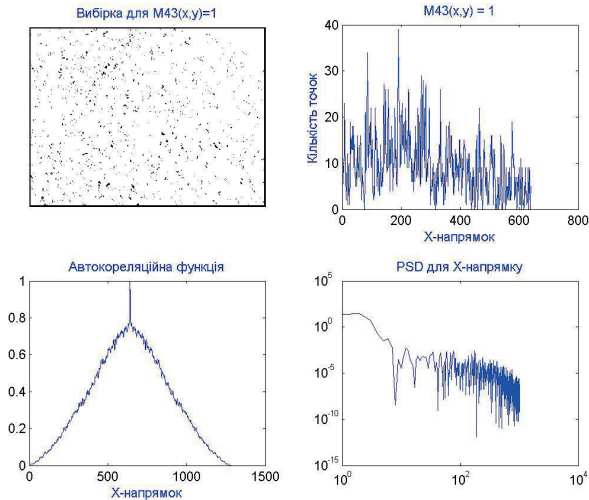 Вибірка для M43(x,y)=1
M43(x,y) = 1
Кількість точок
40
30
20
10
0
0 200 400 600 800
X-напрямок
Автокореляційна функція
1
0.8
0.6
0.4
0.2
0
0 500 1000 1500
X-напрямок
PSD для X-напрямку
10^5
10^0
10^-5
10^-10
10^-15
10^0 10^2 10^4